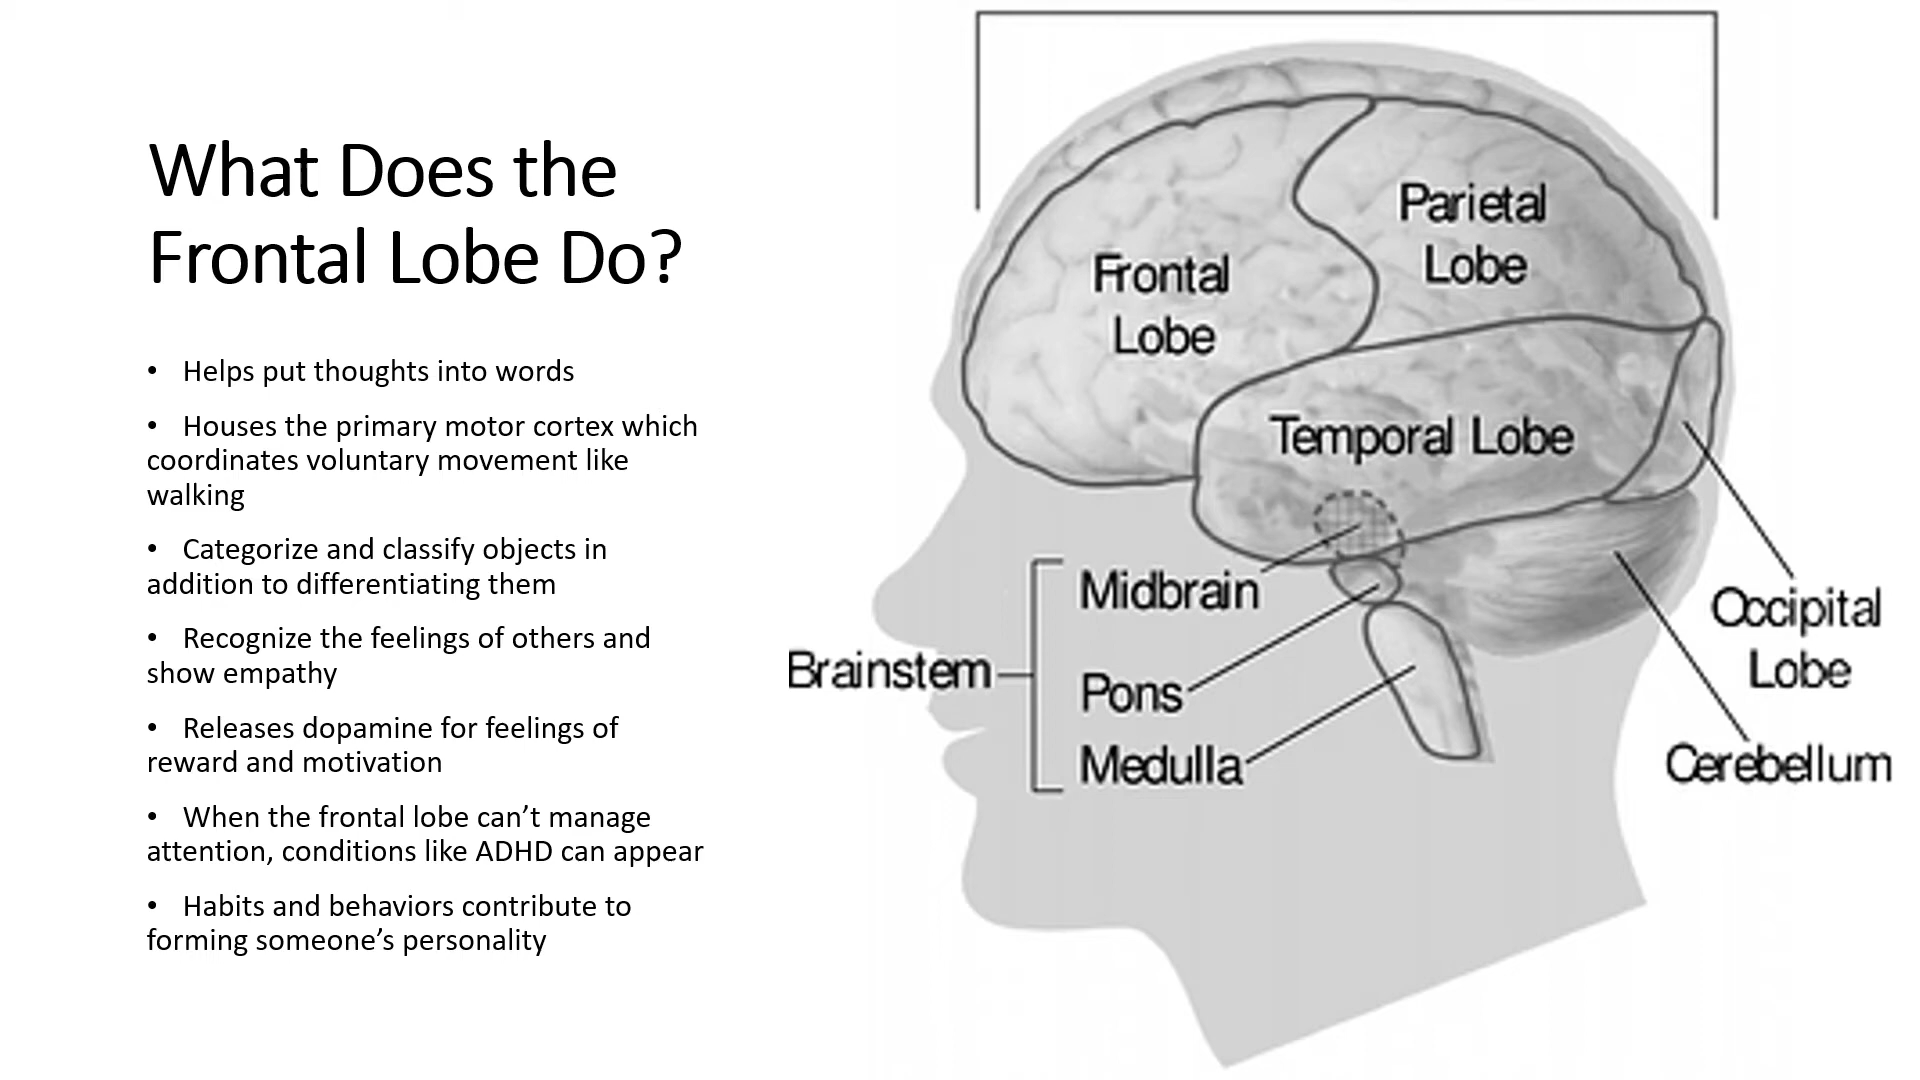 What Does the
Frontal Lobe Do?
• Helps put thoughts into words
• Houses the primary motor cortex which
coordinates voluntary movement like
walking
• Categorize and classify objects in
addition to differentiating them
• Recognize the feelings of others and
show empathy
• Releases dopamine for feelings of
reward and motivation
• When the frontal lobe can’t manage
attention, conditions like ADHD can appear
• Habits and behaviors contribute to
forming someone’s personality
Frontal
Lobe
Parietal
Lobe
Temporal Lobe
Occipital
Lobe
Cerebellum
Brainstem
Midbrain
Pons
Medulla